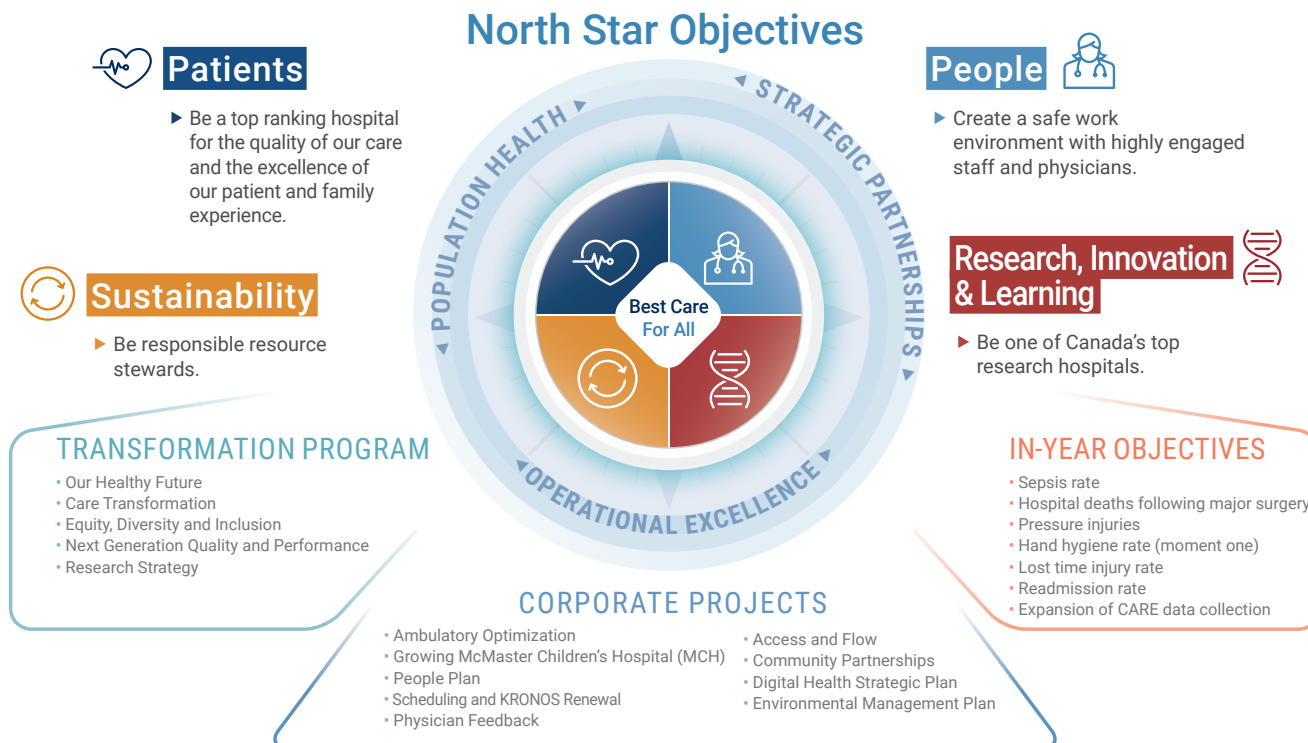 North Star Objectives
Patients
▶ Be a top ranking hospital
for the quality of our care
and the excellence of
our patient and family
experience.
People
▶ Create a safe work
environment with highly engaged
staff and physicians.
Sustainability
▶ Be responsible resource
stewards.
Research, Innovation
& Learning
▶ Be one of Canada’s top
research hospitals.
POPULATION HEALTH
STRATEGIC PARTNERSHIPS
OPERATIONAL EXCELLENCE
Best Care
For All
TRANSFORMATION PROGRAM
• Our Healthy Future
• Care Transformation
• Equity, Diversity and Inclusion
• Next Generation Quality and Performance
• Research Strategy
IN-YEAR OBJECTIVES
• Sepsis rate
• Hospital deaths following major surgery
• Pressure injuries
• Hand hygiene rate (moment one)
• Lost time injury rate
• Readmission rate
• Expansion of CARE data collection
CORPORATE PROJECTS
• Ambulatory Optimization
• Growing McMaster Children’s Hospital (MCH)
• People Plan
• Scheduling and KRONOS Renewal
• Physician Feedback
• Access and Flow
• Community Partnerships
• Digital Health Strategic Plan
• Environmental Management Plan